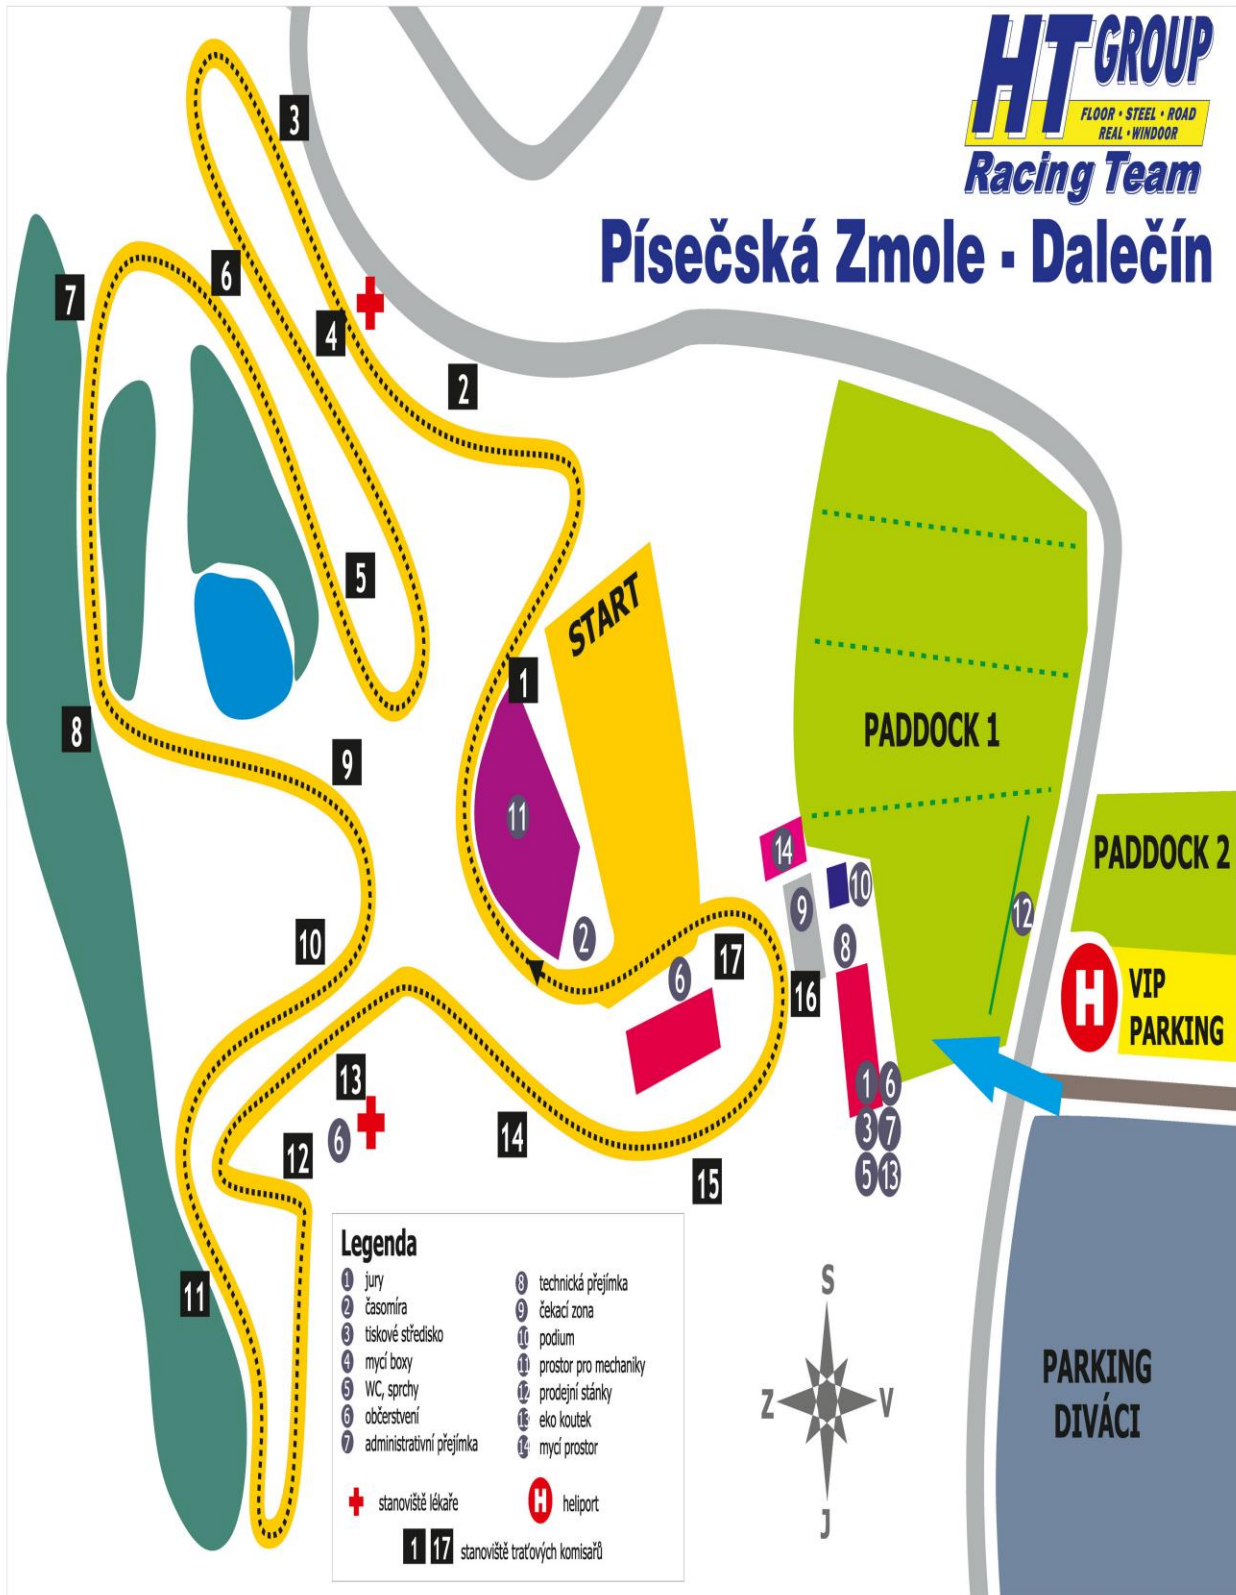 HT GROUP
FLOOR • STEEL • ROAD
REAL • WINDOOR
Racing Team
Písečská Zmole - Dalečín
3
6
7
4
2
5
START
1
8
PADDOCK 1
9
11
14
PADDOCK 2
10
12
9
10
2
17
8
6
16
H
VIP
PARKING
13
1
6
14
3
7
6
12
15
5
13
11
Legenda
1 jury
2 časomíra
3 tiskové středisko
4 mycí boxy
5 WC, sprchy
6 občerstvení
7 administrativní přejímka
8 technická přejímka
9 čekací zona
10 podium
11 prostor pro mechaniky
12 prodejní stánky
13 eko koutek
14 mycí prostor
stanoviště lékaře
H heliport
1 17 stanoviště traťových komisařů
S
Z
V
J
PARKING
DIVÁCI